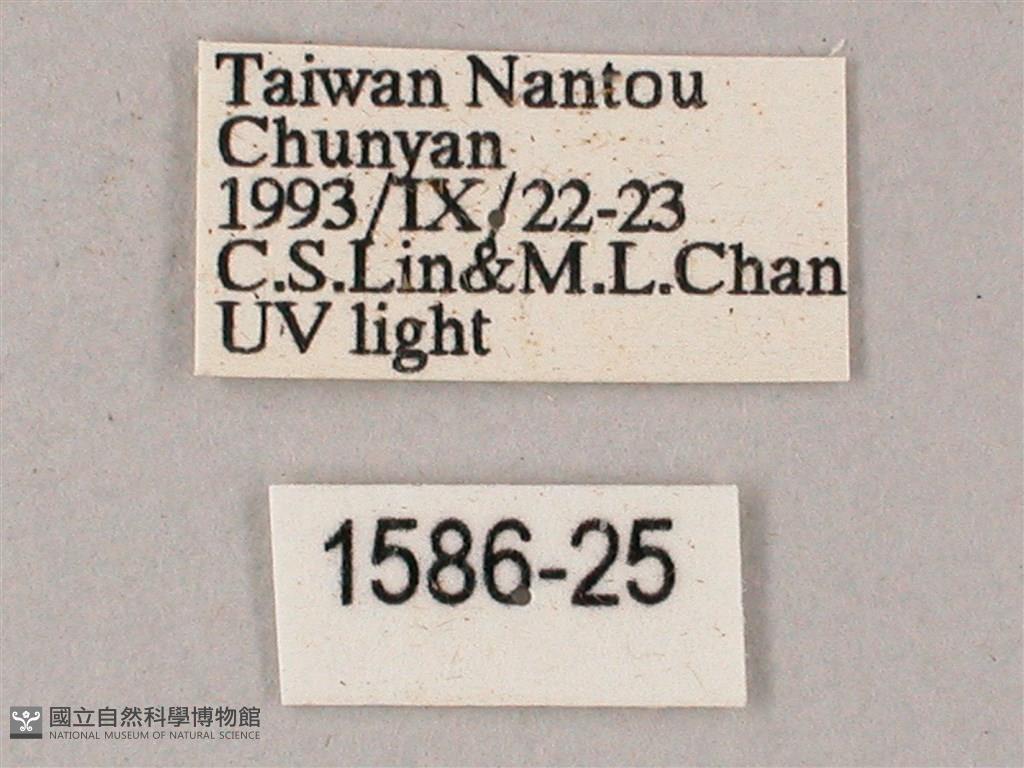 Taiwan Nantou
Chunyan
1993/IX/22-23
C.S.Lin&M.L.Chan
UV light
1586-25
國立自然科學博物館
NATIONAL MUSEUM OF NATURAL SCIENCE